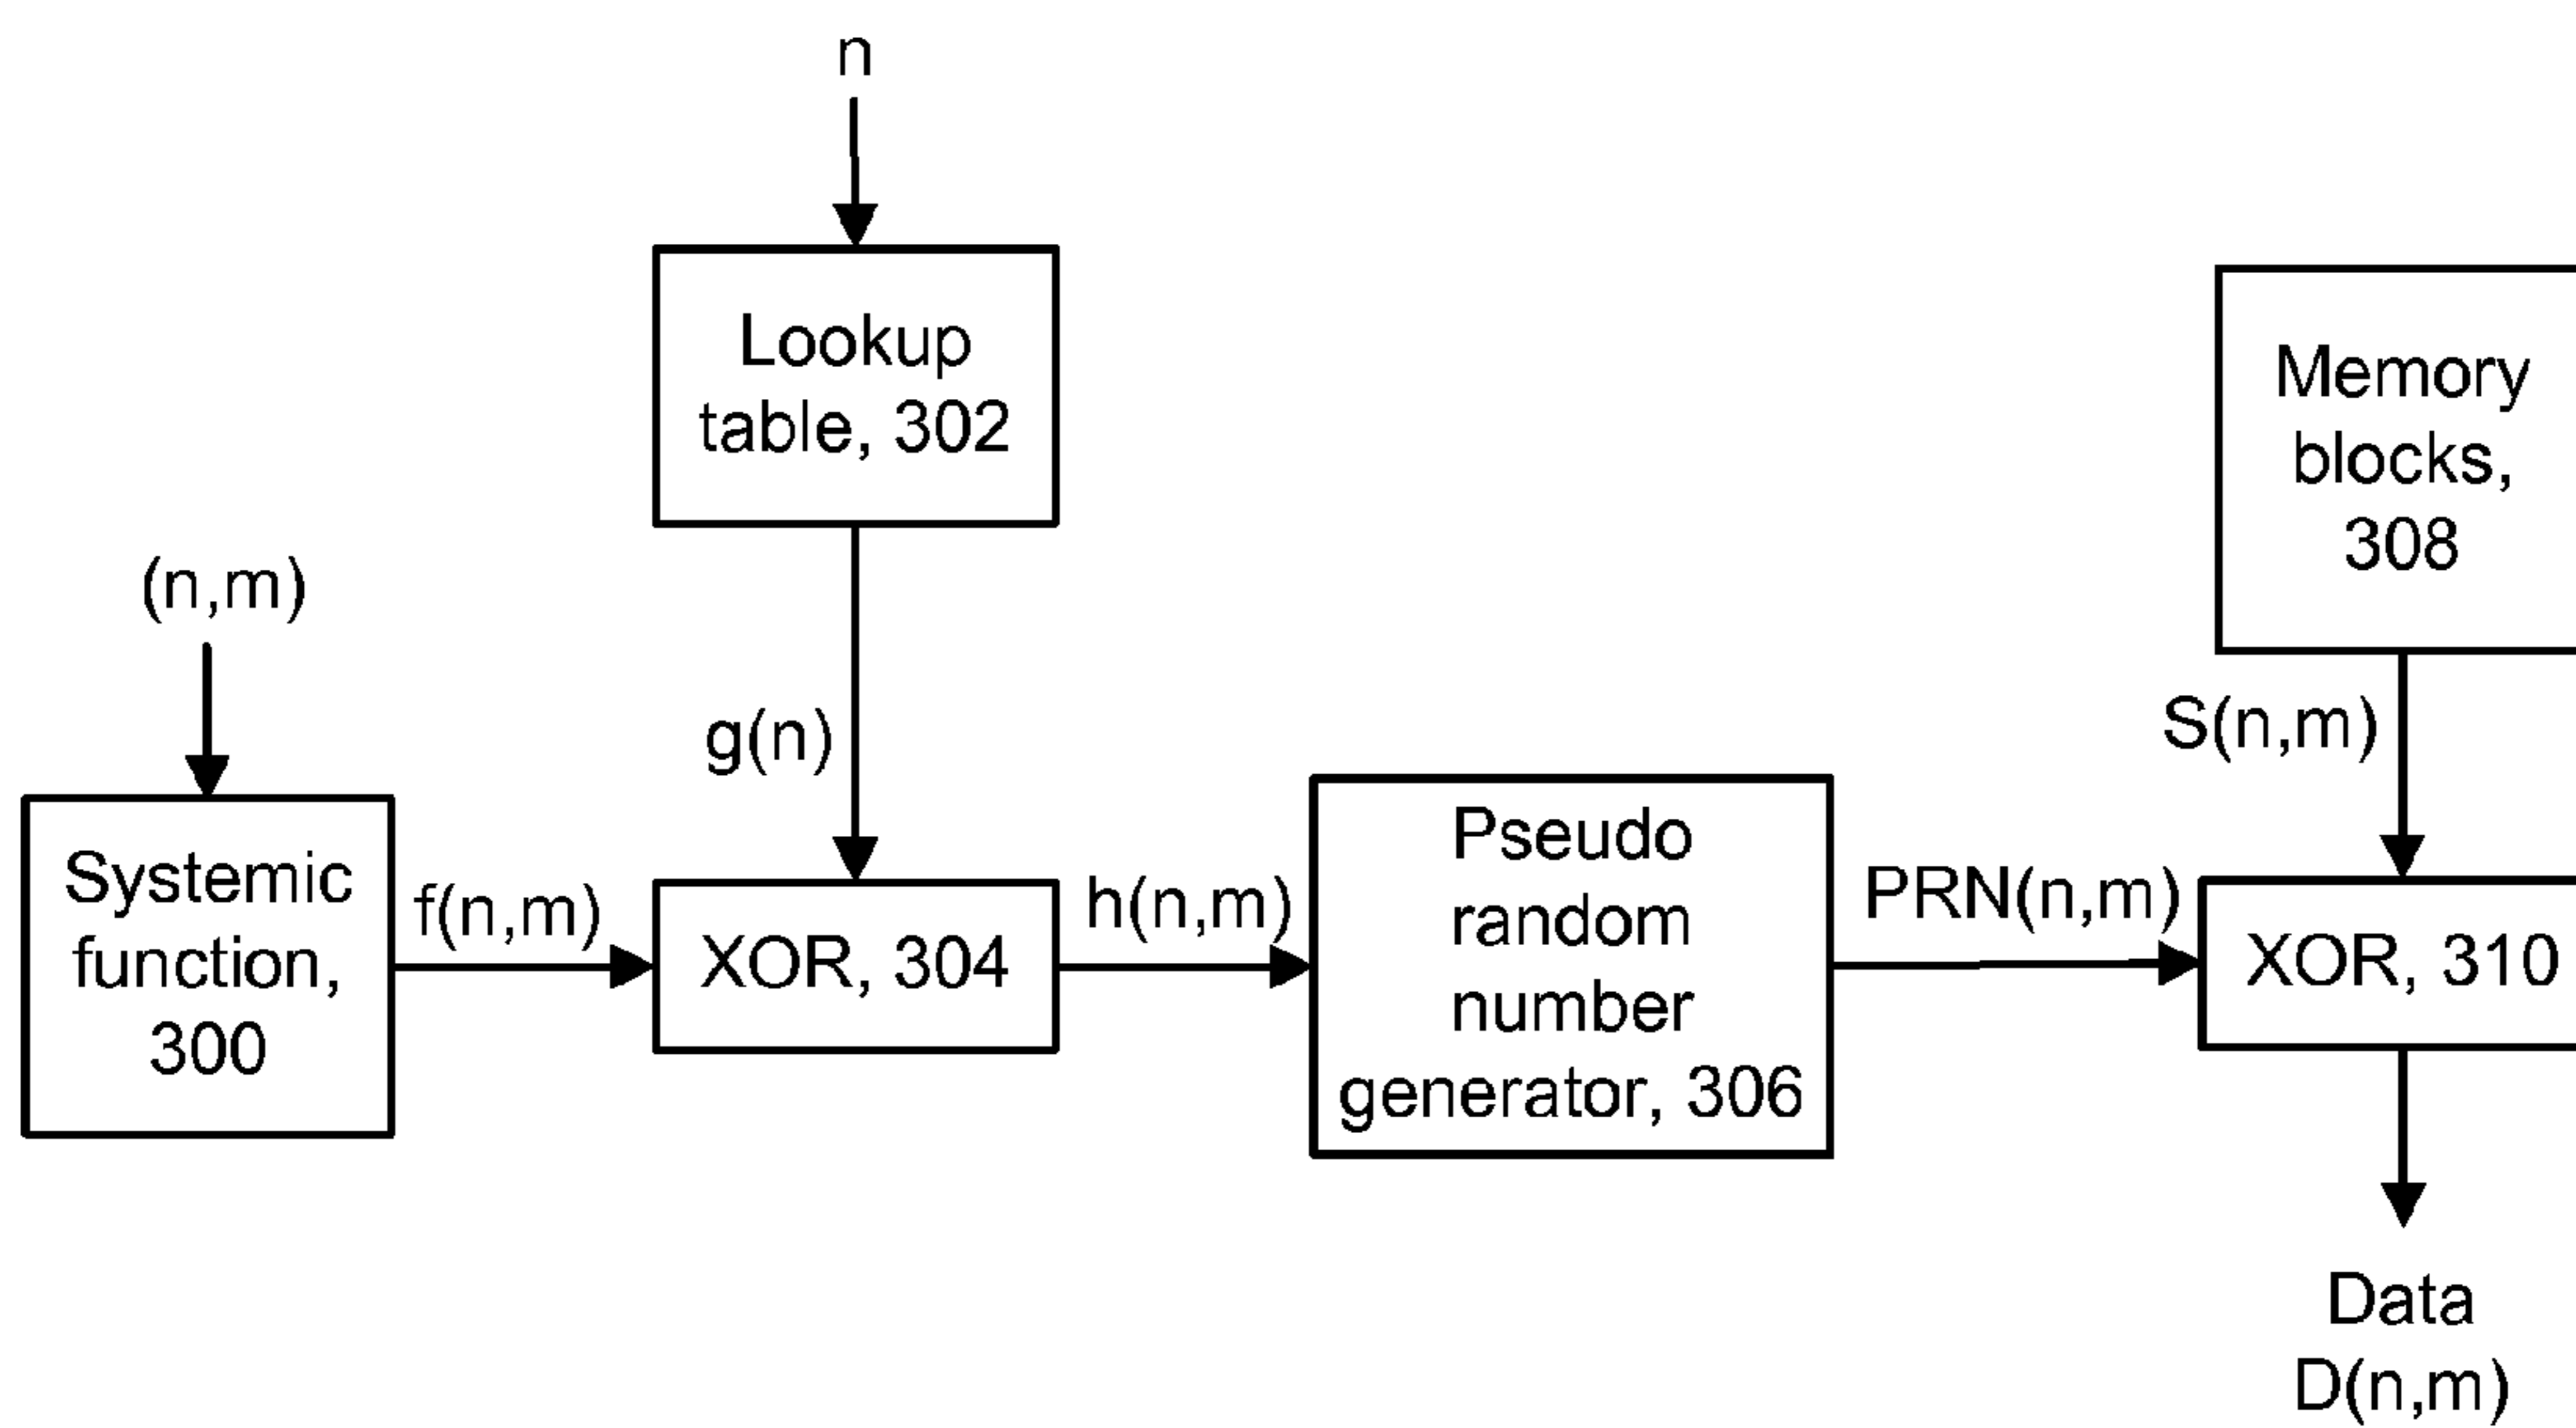 n
Lookup
table, 302
Memory
blocks,
308
(n,m)
g(n)
S(n,m)
Systemic
function,
300
f(n,m)
XOR, 304
h(n,m)
Pseudo
random
number
generator, 306
PRN(n,m)
XOR, 310
Data
D(n,m)